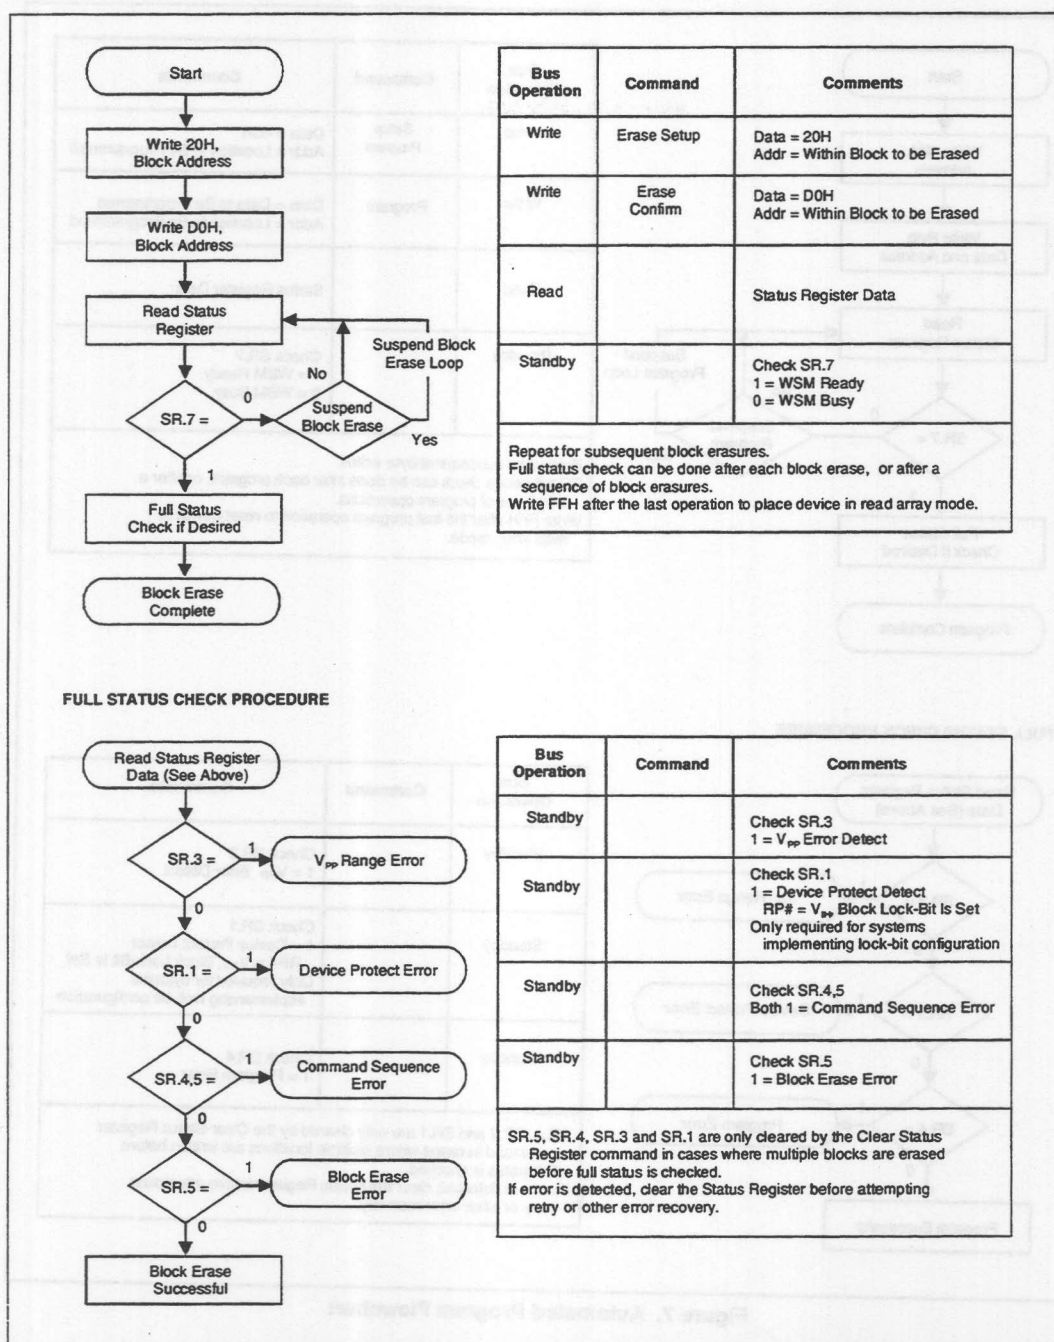 Start
Write 20H,
Block Address
Write D0H,
Block Address
Read Status
Register
Suspend Block
Erase Loop
No
0
SR.7 =
Suspend
Block Erase
Yes
1
Full Status
Check if Desired
Block Erase
Complete
Bus
Operation
Command
Comments
Write
Erase Setup
Data = 20H
Addr = Within Block to be Erased
Write
Erase
Confirm
Data = D0H
Addr = Within Block to be Erased
Read
Status Register Data
Standby
Check SR.7
1 = WSM Ready
0 = WSM Busy
Repeat for subsequent block erasures.
Full status check can be done after each block erase, or after a
sequence of block erasures.
Write FFH after the last operation to place device in read array mode.
FULL STATUS CHECK PROCEDURE
Read Status Register
Data (See Above)
SR.3 =
1
VPP Range Error
0
SR.1 =
1
Device Protect Error
0
SR.4,5 =
1
Command Sequence
Error
0
SR.5 =
1
Block Erase
Error
0
Block Erase
Successful
Bus
Operation
Command
Comments
Standby
Check SR.3
1 = VPP Error Detect
Standby
Check SR.1
1 = Device Protect Detect
RP# = V Block Lock-Bit Is Set
Only required for systems
implementing lock-bit configuration
Standby
Check SR.4,5
Both 1 = Command Sequence Error
Standby
Check SR.5
1 = Block Erase Error
SR.5, SR.4, SR.3 and SR.1 are only cleared by the Clear Status
Register command in cases where multiple blocks are erased
before full status is checked.
If error is detected, clear the Status Register before attempting
retry or other error recovery.